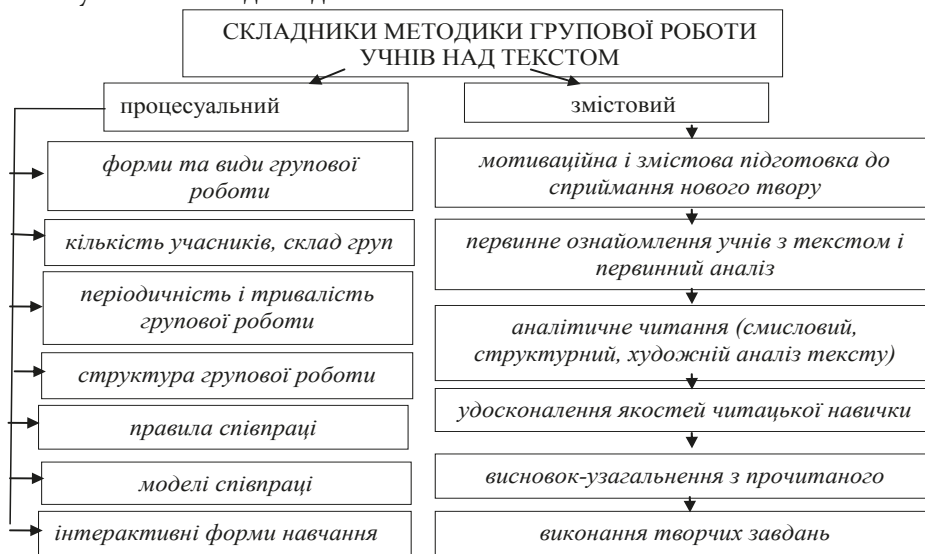 СКЛАДНИКИ МЕТОДИКИ ГРУПОВОЇ РОБОТИ
УЧНІВ НАД ТЕКСТОМ
процесуальний
форми та види групової
роботи
кількість учасників, склад груп
періодичність і тривалість
групової роботи
структура групової роботи
правила співпраці
моделі співпраці
інтерактивні форми навчання
змістовий
мотиваційна і змістова підготовка до
сприймання нового твору
первинне ознайомлення учнів з текстом і
первинний аналіз
аналітичне читання (смисловий,
структурний, художній аналіз тексту)
удосконалення якостей читацької навички
висновок-узагальнення з прочитаного
виконання творчих завдань